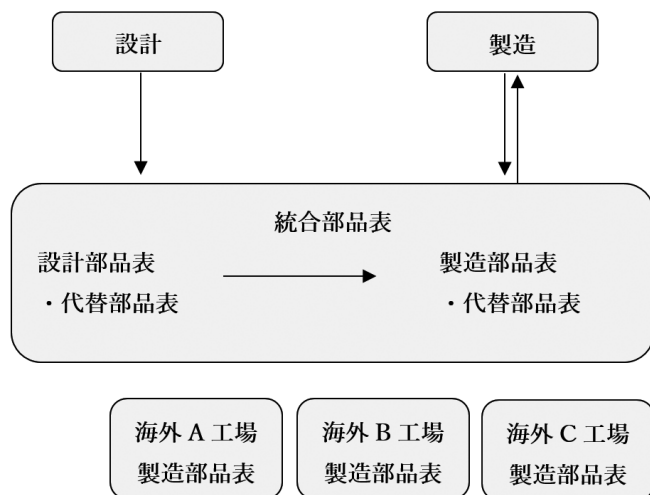 設計
製造
統合部品表
設計部品表
製造部品表
・代替部品表
・代替部品表
海外 A 工場
製造部品表
海外 B 工場
製造部品表
海外 C 工場
製造部品表